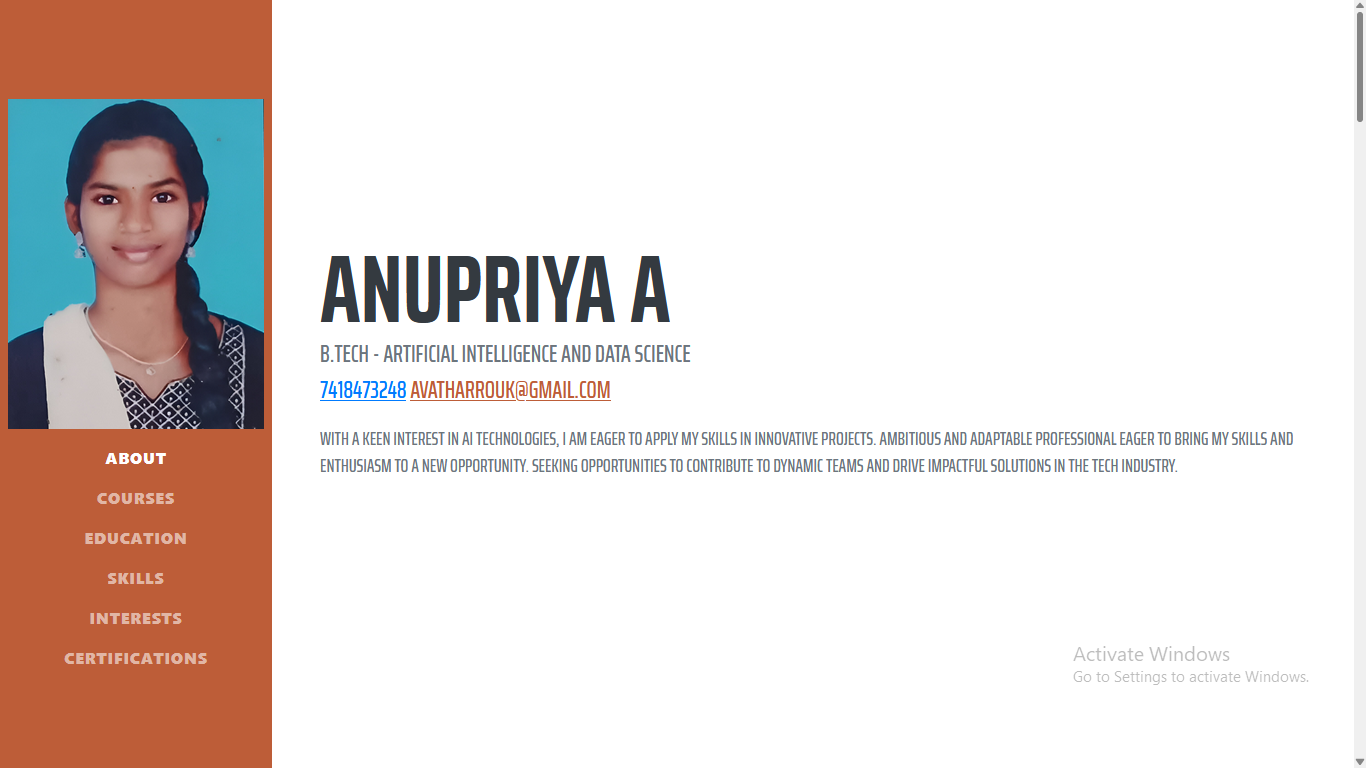 ABOUT
COURSES
EDUCATION
SKILLS
INTERESTS
CERTIFICATIONS
ANUPRIYA A
B.TECH - ARTIFICIAL INTELLIGENCE AND DATA SCIENCE
7418473248 AVATHARROUK@GMAIL.COM
WITH A KEEN INTEREST IN AI TECHNOLOGIES, I AM EAGER TO APPLY MY SKILLS IN INNOVATIVE PROJECTS. AMBITIOUS AND ADAPTABLE PROFESSIONAL EAGER TO BRING MY SKILLS AND
ENTHUSIASM TO A NEW OPPORTUNITY. SEEKING OPPORTUNITIES TO CONTRIBUTE TO DYNAMIC TEAMS AND DRIVE IMPACTFUL SOLUTIONS IN THE TECH INDUSTRY.
Activate Windows
Go to Settings to activate Windows.